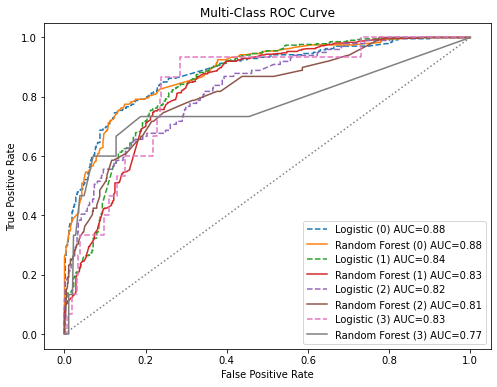 Multi-Class ROC Curve
True Positive Rate
1.0
0.8
0.6
0.4
0.2
0.0
Logistic (0) AUC=0.88
Random Forest (0) AUC=0.88
Logistic (1) AUC=0.84
Random Forest (1) AUC=0.83
Logistic (2) AUC=0.82
Random Forest (2) AUC=0.81
Logistic (3) AUC=0.83
Random Forest (3) AUC=0.77
0.0 0.2 0.4 0.6 0.8 1.0
False Positive Rate